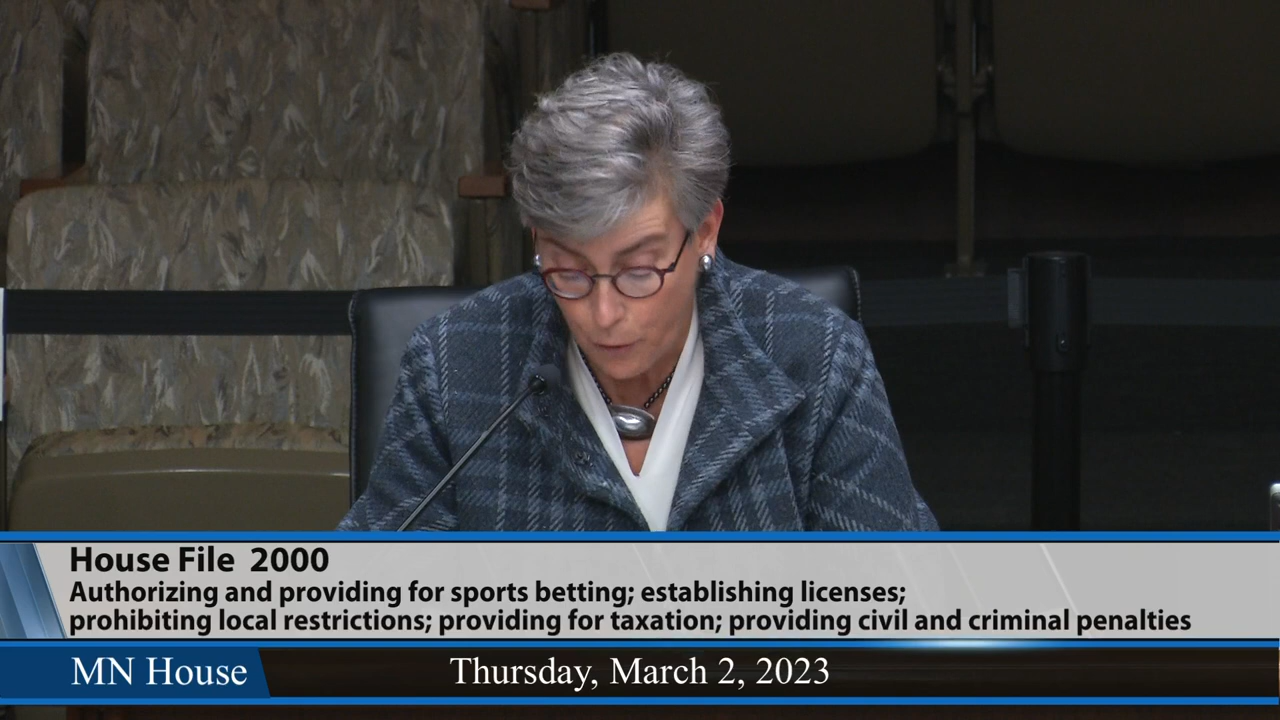 House File 2000
Authorizing and providing for sports betting; establishing licenses;
prohibiting local restrictions; providing for taxation; providing civil and criminal penalties
MN House
Thursday, March 2, 2023